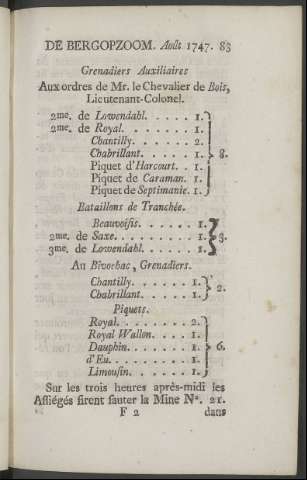 DE BERGOPZOOM. Août 1747. 83
Grenadiers Auxiliaires
Aux ordres de Mr. le Chevalier de Bois,
Lieutenant-Colonel.
2me. de Lowendahl. . . . . . 1.
2me. de Royal. . . . . . . . 1.
Chantilly. . . . . . 2.
Chabrillant. . . . . 1. 8.
Piquet d'Harcourt. . 1.
Piquet de Caraman. 1.
Piquet de Septimanie. 1.
Bataillons de Tranchée.
Beauvoisis. . . . . . 1.
2me. de Saxe. . . . . . . . 1. 3.
3me. de Lowendahl. . . . . . 1.
Au Bivochac, Grenadiers.
Chantilly. . . . . . 1. 2.
Chabrillant. . . . . 1.
Piquets.
Royal. . . . . . . . 2.
Royal Wallon. . . . 1.
Dauphin. . . . . . . 1. 6.
d'Eu. . . . . . . . 1.
Limousin. . . . . . 1.
Sur les trois heures après-midi les
Assiégés firent sauter la Mine N°. 21.
F 2 dans